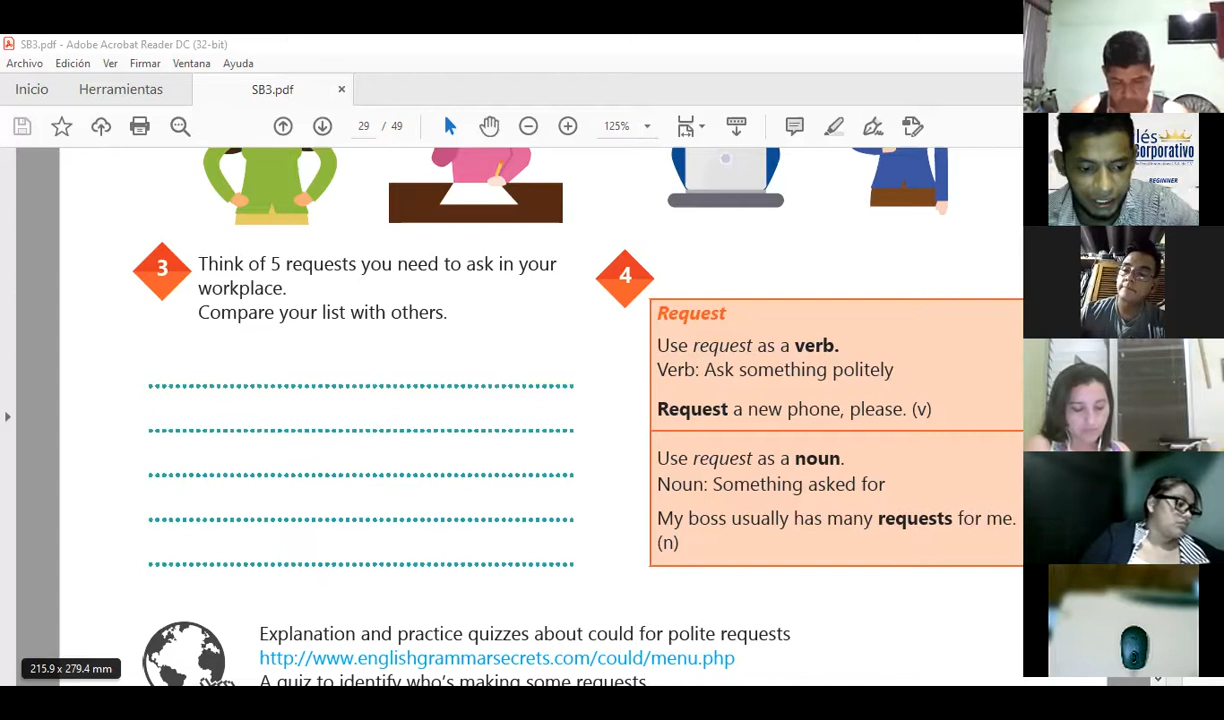 SB3.pdf - Adobe Acrobat Reader DC (32-bit)
Archivo Edición Ver Firmar Ventana Ayuda
Inicio Herramientas SB3.pdf ×
29 / 49 125%
3 Think of 5 requests you need to ask in your
workplace.
Compare your list with others.
4
Request
Use request as a verb.
Verb: Ask something politely
Request a new phone, please. (v)
Use request as a noun.
Noun: Something asked for
My boss usually has many requests for me.
(n)
Explanation and practice quizzes about could for polite requests
http://www.englishgrammarsecrets.com/could/menu.php
A quiz to identify who's making some requests
215.9 x 279.4 mm
lés
Corporativo
BEGINNER